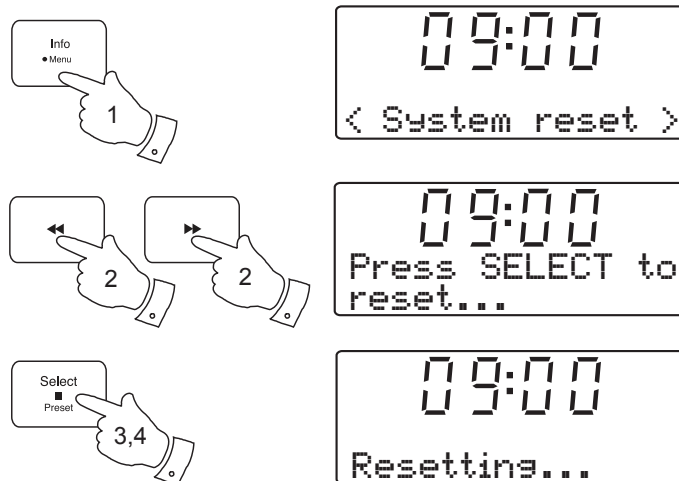 Info
• Menu
1
09:00
< System reset >
2
2
09:00
Press SELECT to
reset...
Select
Preset
3,4
09:00
Resetting...